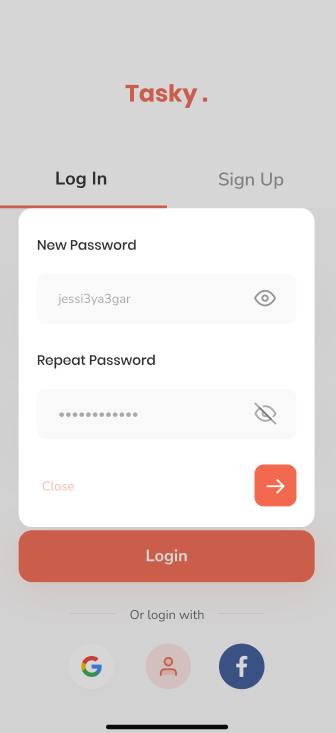 Tasky .
Log In
Sign Up
New Password
jessi3ya3gar
Repeat Password
••••••••••••
Close
Login
Or login with